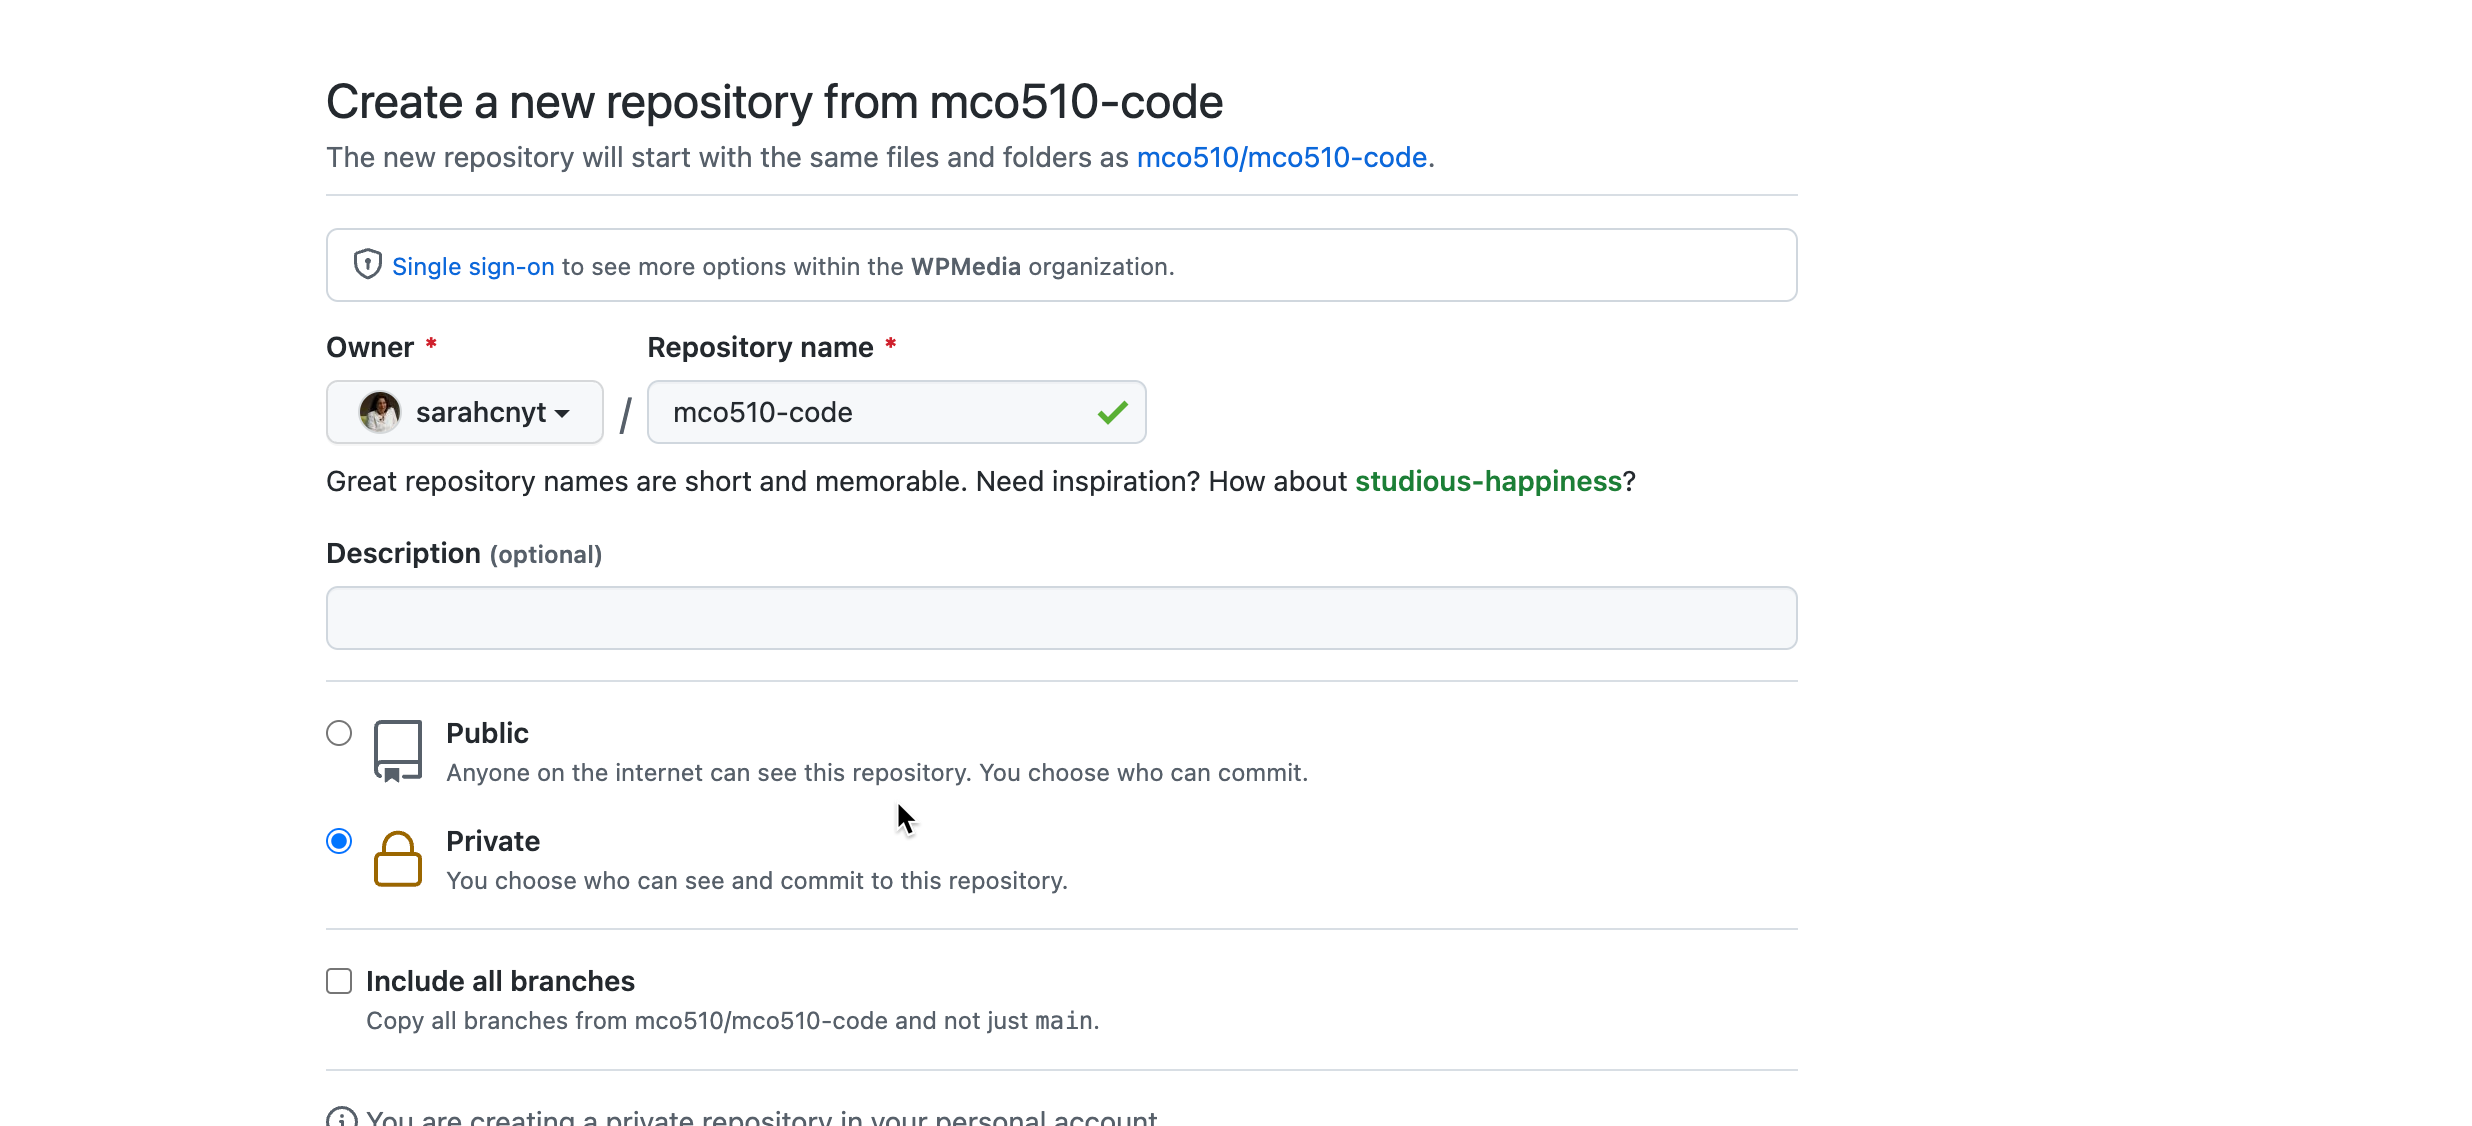 Create a new repository from mco510-code
The new repository will start with the same files and folders as mco510/mco510-code.
Single sign-on to see more options within the WPMedia organization.
Owner * Repository name *
sarahcnyt / mco510-code
Great repository names are short and memorable. Need inspiration? How about studious-happiness?
Description (optional)
Public
Anyone on the internet can see this repository. You choose who can commit.
Private
You choose who can see and commit to this repository.
Include all branches
Copy all branches from mco510/mco510-code and not just main.
You are creating a private repository in your personal account